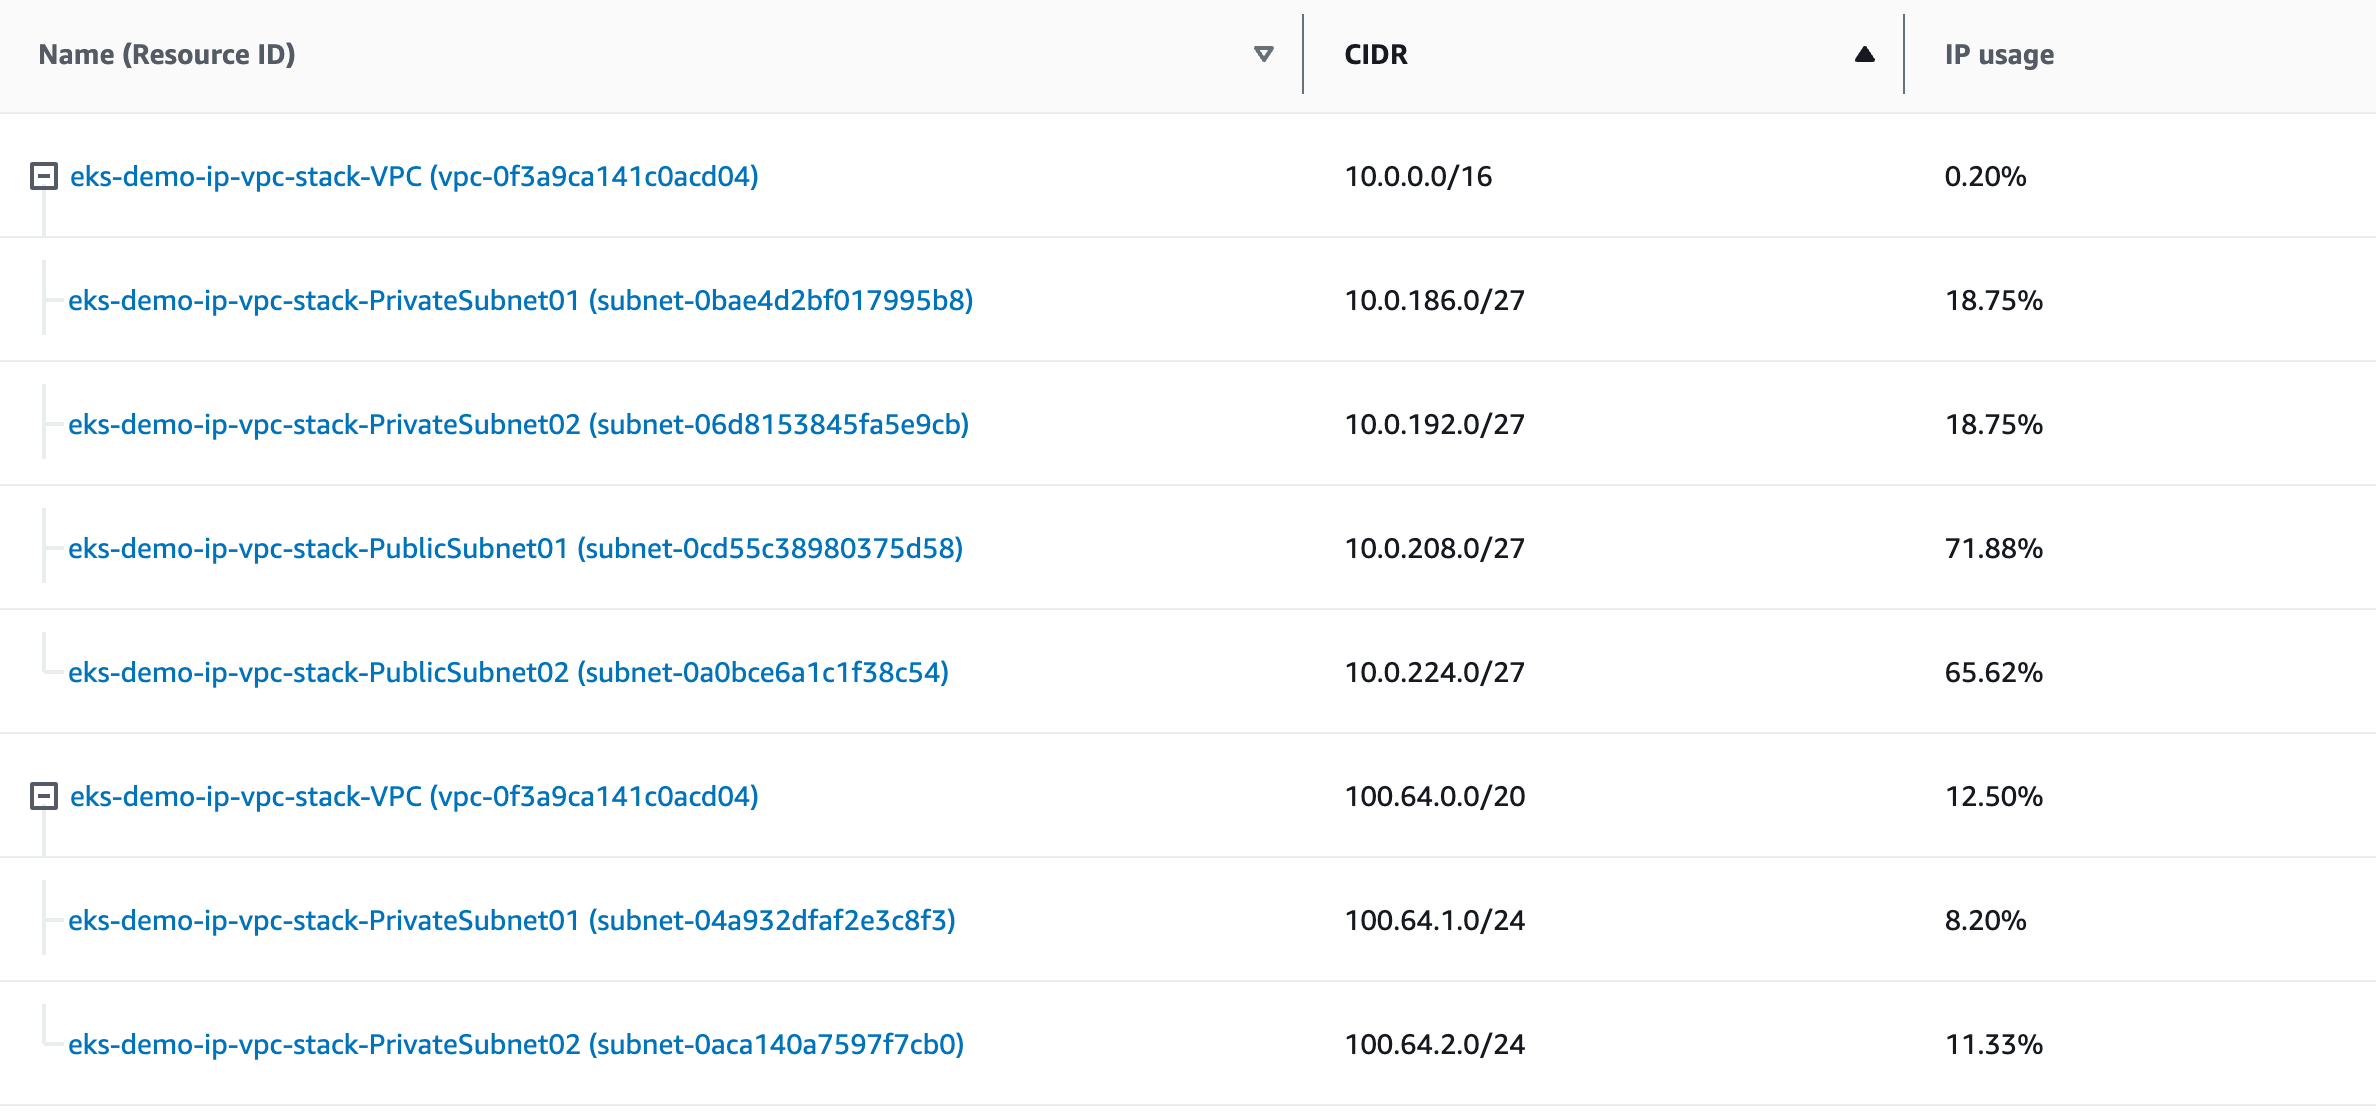 Name (Resource ID) CIDR IP usage
eks-demo-ip-vpc-stack-VPC (vpc-0f3a9ca141c0acd04) 10.0.0.0/16 0.20%
eks-demo-ip-vpc-stack-PrivateSubnet01 (subnet-0bae4d2bf017995b8) 10.0.186.0/27 18.75%
eks-demo-ip-vpc-stack-PrivateSubnet02 (subnet-06d8153845fa5e9cb) 10.0.192.0/27 18.75%
eks-demo-ip-vpc-stack-PublicSubnet01 (subnet-0cd55c38980375d58) 10.0.208.0/27 71.88%
eks-demo-ip-vpc-stack-PublicSubnet02 (subnet-0a0bce6a1c1f38c54) 10.0.224.0/27 65.62%
eks-demo-ip-vpc-stack-VPC (vpc-0f3a9ca141c0acd04) 100.64.0.0/20 12.50%
eks-demo-ip-vpc-stack-PrivateSubnet01 (subnet-04a932dfaf2e3c8f3) 100.64.1.0/24 8.20%
eks-demo-ip-vpc-stack-PrivateSubnet02 (subnet-0aca140a7597f7cb0) 100.64.2.0/24 11.33%